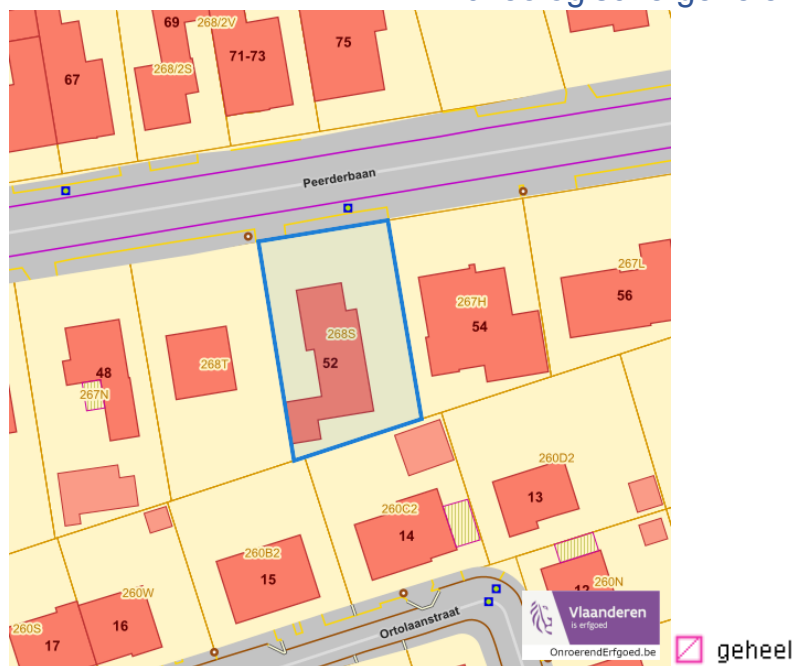 69
268/2V
75
71-73
67
268/2S
Peerderbaan
267L
56
267H
54
268S
52
268T
48
267N
260D2
13
260C2
14
260B2
15
260W
16
260S
17
260N
Ortolaanstraat
Vlaanderen
is erfgoed
OnroerendErfgoed.be
geheel